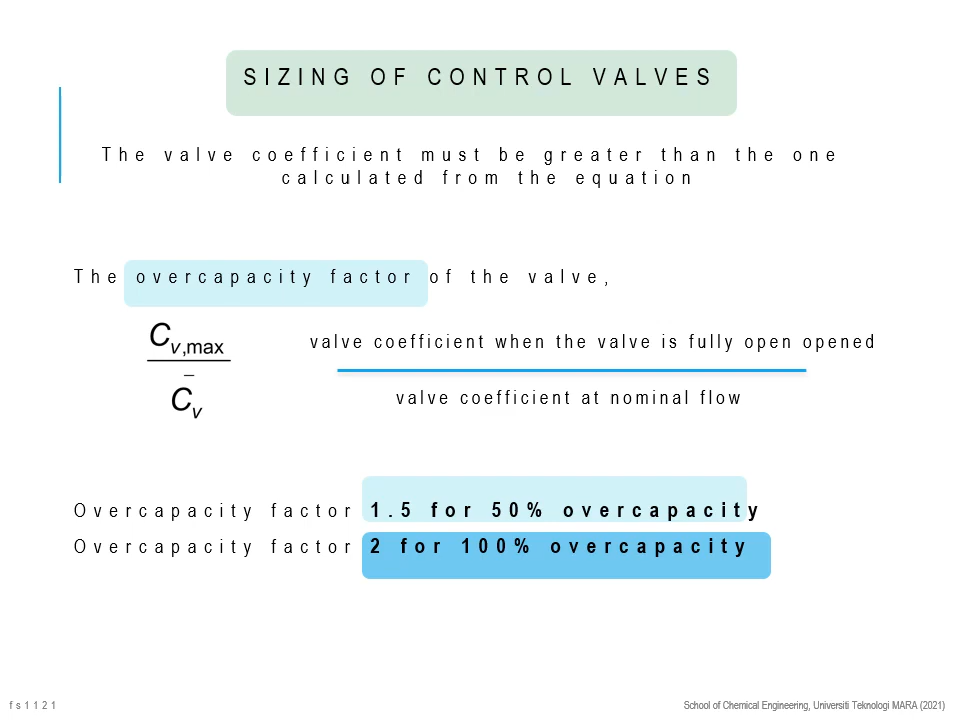 SIZING OF CONTROL VALVES
The valve coefficient must be greater than the one
calculated from the equation
The overcapacity factor of the valve,
C_v,max
valve coefficient when the valve is fully open opened
C̄_v
valve coefficient at nominal flow
Overcapacity factor 1.5 for 50% overcapacity
Overcapacity factor 2 for 100% overcapacity
fs1121
School of Chemical Engineering, Universiti Teknologi MARA (2021)